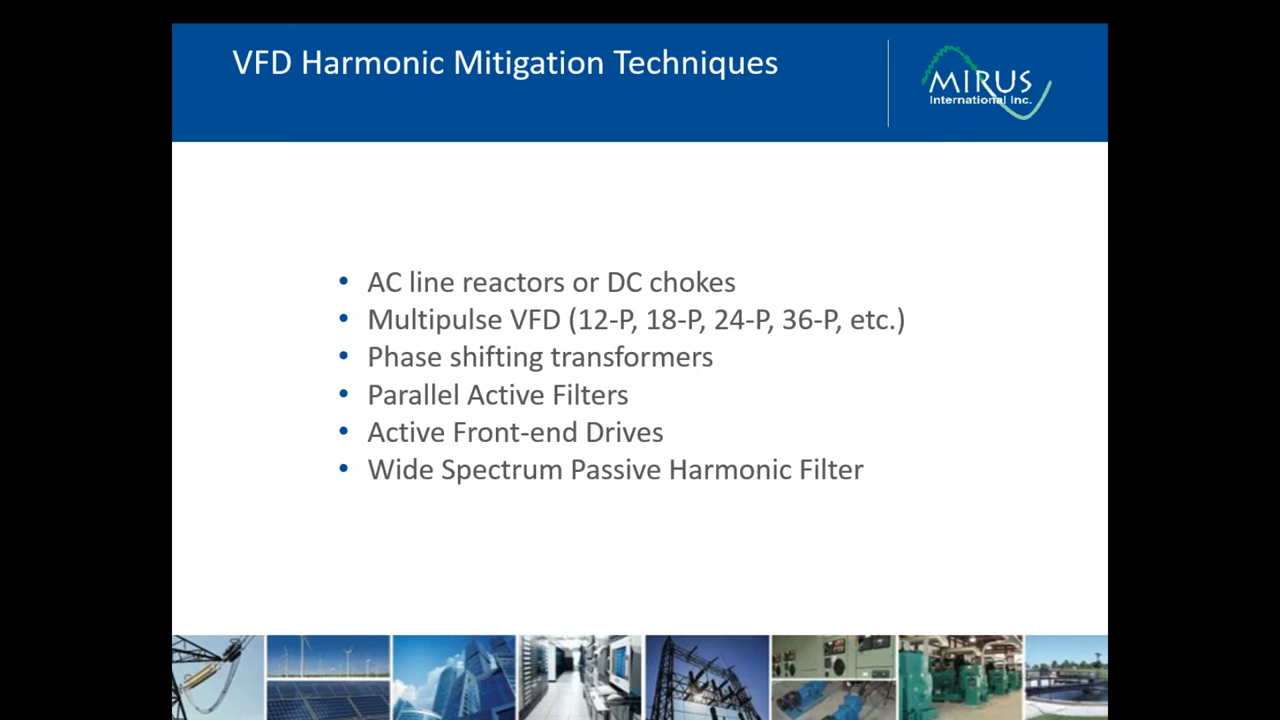 VFD Harmonic Mitigation Techniques
MIRUS
International Inc.
• AC line reactors or DC chokes
• Multipulse VFD (12-P, 18-P, 24-P, 36-P, etc.)
• Phase shifting transformers
• Parallel Active Filters
• Active Front-end Drives
• Wide Spectrum Passive Harmonic Filter